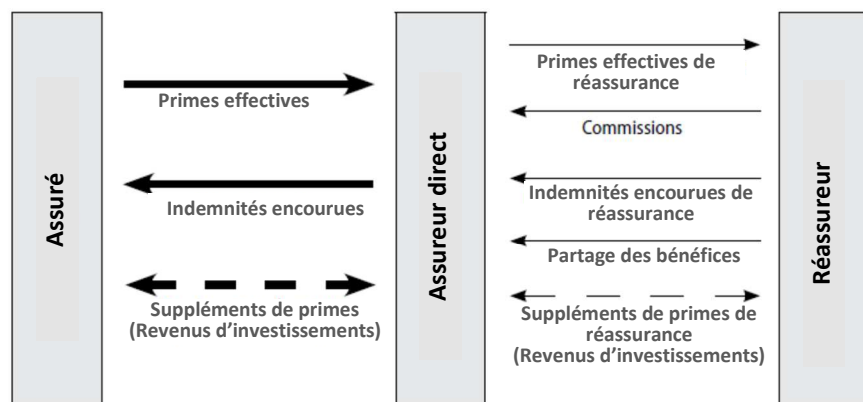 Assuré
Primes effectives
Indemnités encourues
Suppléments de primes
(Revenus d’investissements)
Assureur direct
Primes effectives de
réassurance
Commissions
Indemnités encourues de
réassurance
Partage des bénéfices
Suppléments de primes de
réassurance
(Revenus d’investissements)
Réassureur